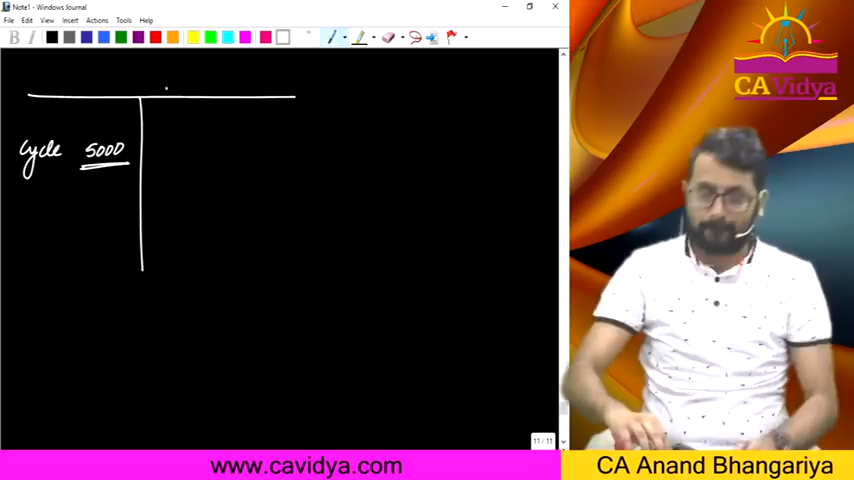 Note1 - Windows Journal
File Edit View Insert Actions Tools Help
B I
Cycle 5000
11 / 11
CA Vidya
www.cavidya.com
CA Anand Bhangariya